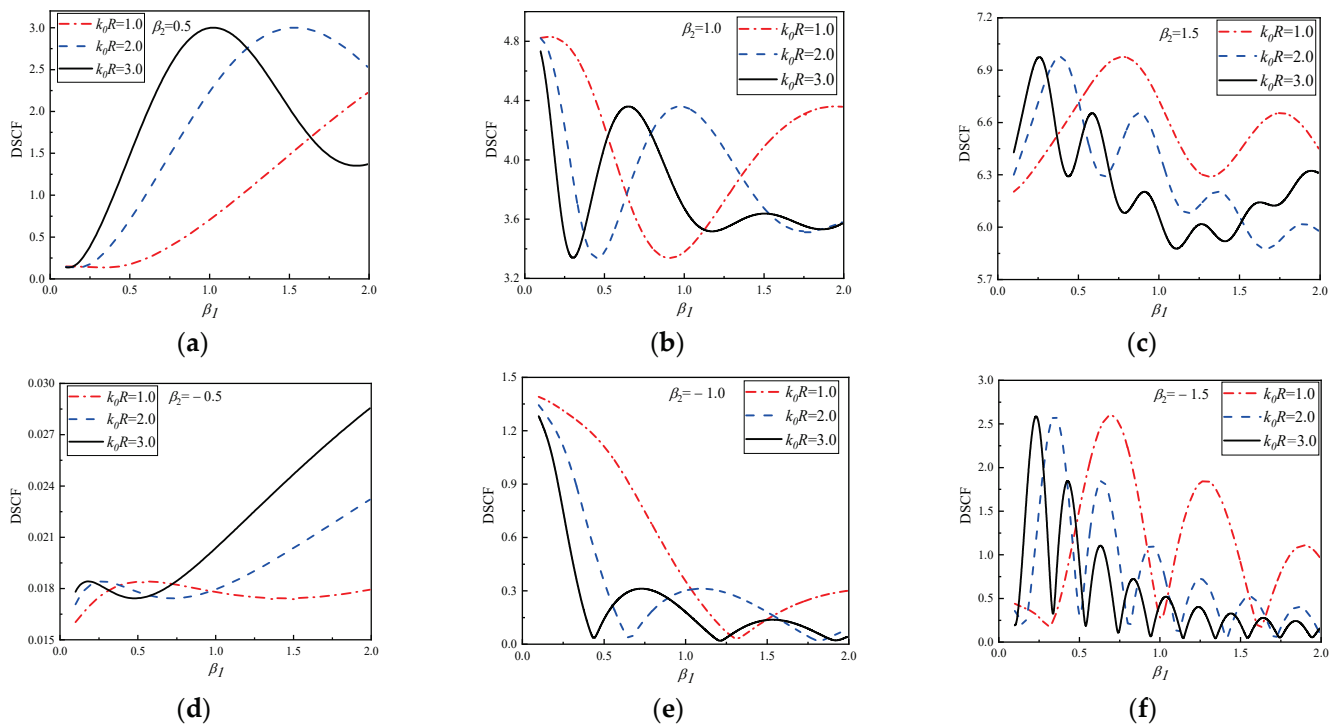 β2=0.5
k0R=1.0
k0R=2.0
k0R=3.0
DSCF
3.0
2.5
2.0
1.5
1.0
0.5
0.0
0.0 0.5 1.0 1.5 2.0
β1
(a)
β2=1.0
k0R=1.0
k0R=2.0
k0R=3.0
DSCF
4.8
4.4
4.0
3.6
3.2
0.0 0.5 1.0 1.5 2.0
β1
(b)
β2=1.5
k0R=1.0
k0R=2.0
k0R=3.0
DSCF
7.2
6.9
6.6
6.3
6.0
5.7
0.0 0.5 1.0 1.5 2.0
β1
(c)
β2= − 0.5
k0R=1.0
k0R=2.0
k0R=3.0
DSCF
0.030
0.027
0.024
0.021
0.018
0.015
0.0 0.5 1.0 1.5 2.0
β1
(d)
β2= − 1.0
k0R=1.0
k0R=2.0
k0R=3.0
DSCF
1.5
1.2
0.9
0.6
0.3
0.0
0.0 0.5 1.0 1.5 2.0
β1
(e)
β2= − 1.5
k0R=1.0
k0R=2.0
k0R=3.0
DSCF
3.0
2.5
2.0
1.5
1.0
0.5
0.0
0.0 0.5 1.0 1.5 2.0
β1
(f)